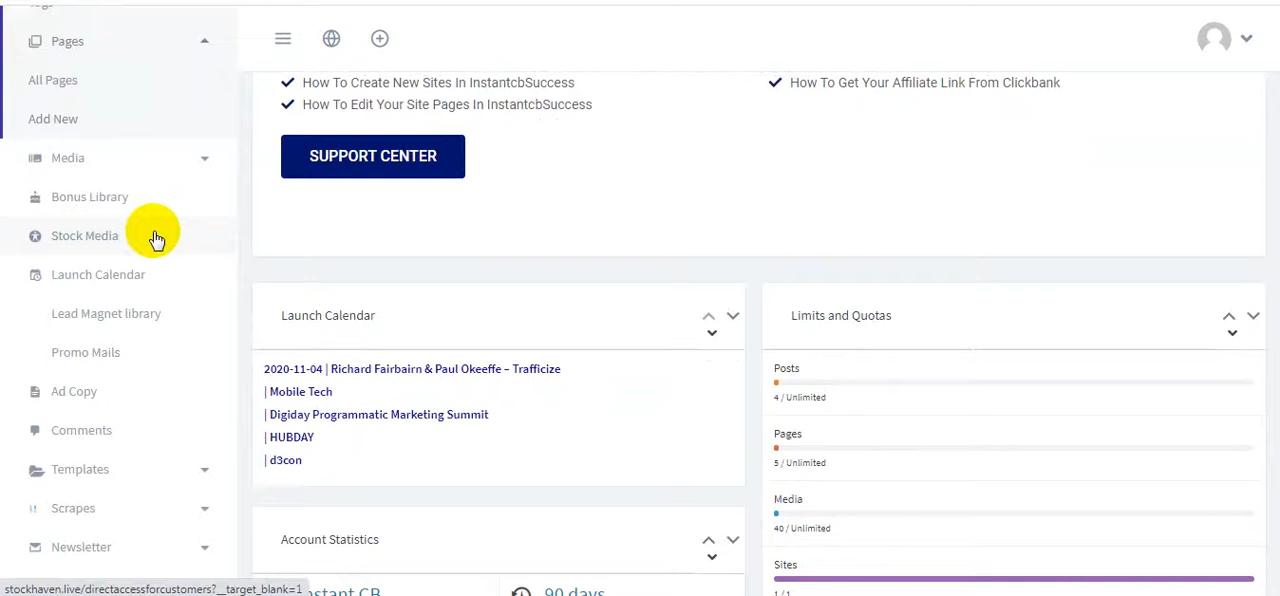 Tags
Pages
All Pages
Add New
Media
Bonus Library
Stock Media
Launch Calendar
Lead Magnet library
Promo Mails
Ad Copy
Comments
Templates
Scrapes
Newsletter
stockhaven.live/directaccessforcustomers?__target_blank=1
How To Create New Sites In InstantcbSuccess
How To Edit Your Site Pages In InstantcbSuccess
How To Get Your Affiliate Link From Clickbank
SUPPORT CENTER
Launch Calendar
2020-11-04 | Richard Fairbairn & Paul Okeeffe – Trafficize
| Mobile Tech
| Digiday Programmatic Marketing Summit
| HUBDAY
| d3con
Limits and Quotas
Posts
4 / Unlimited
Pages
5 / Unlimited
Media
40 / Unlimited
Sites
1 / 1
Account Statistics
stant CB
90 days